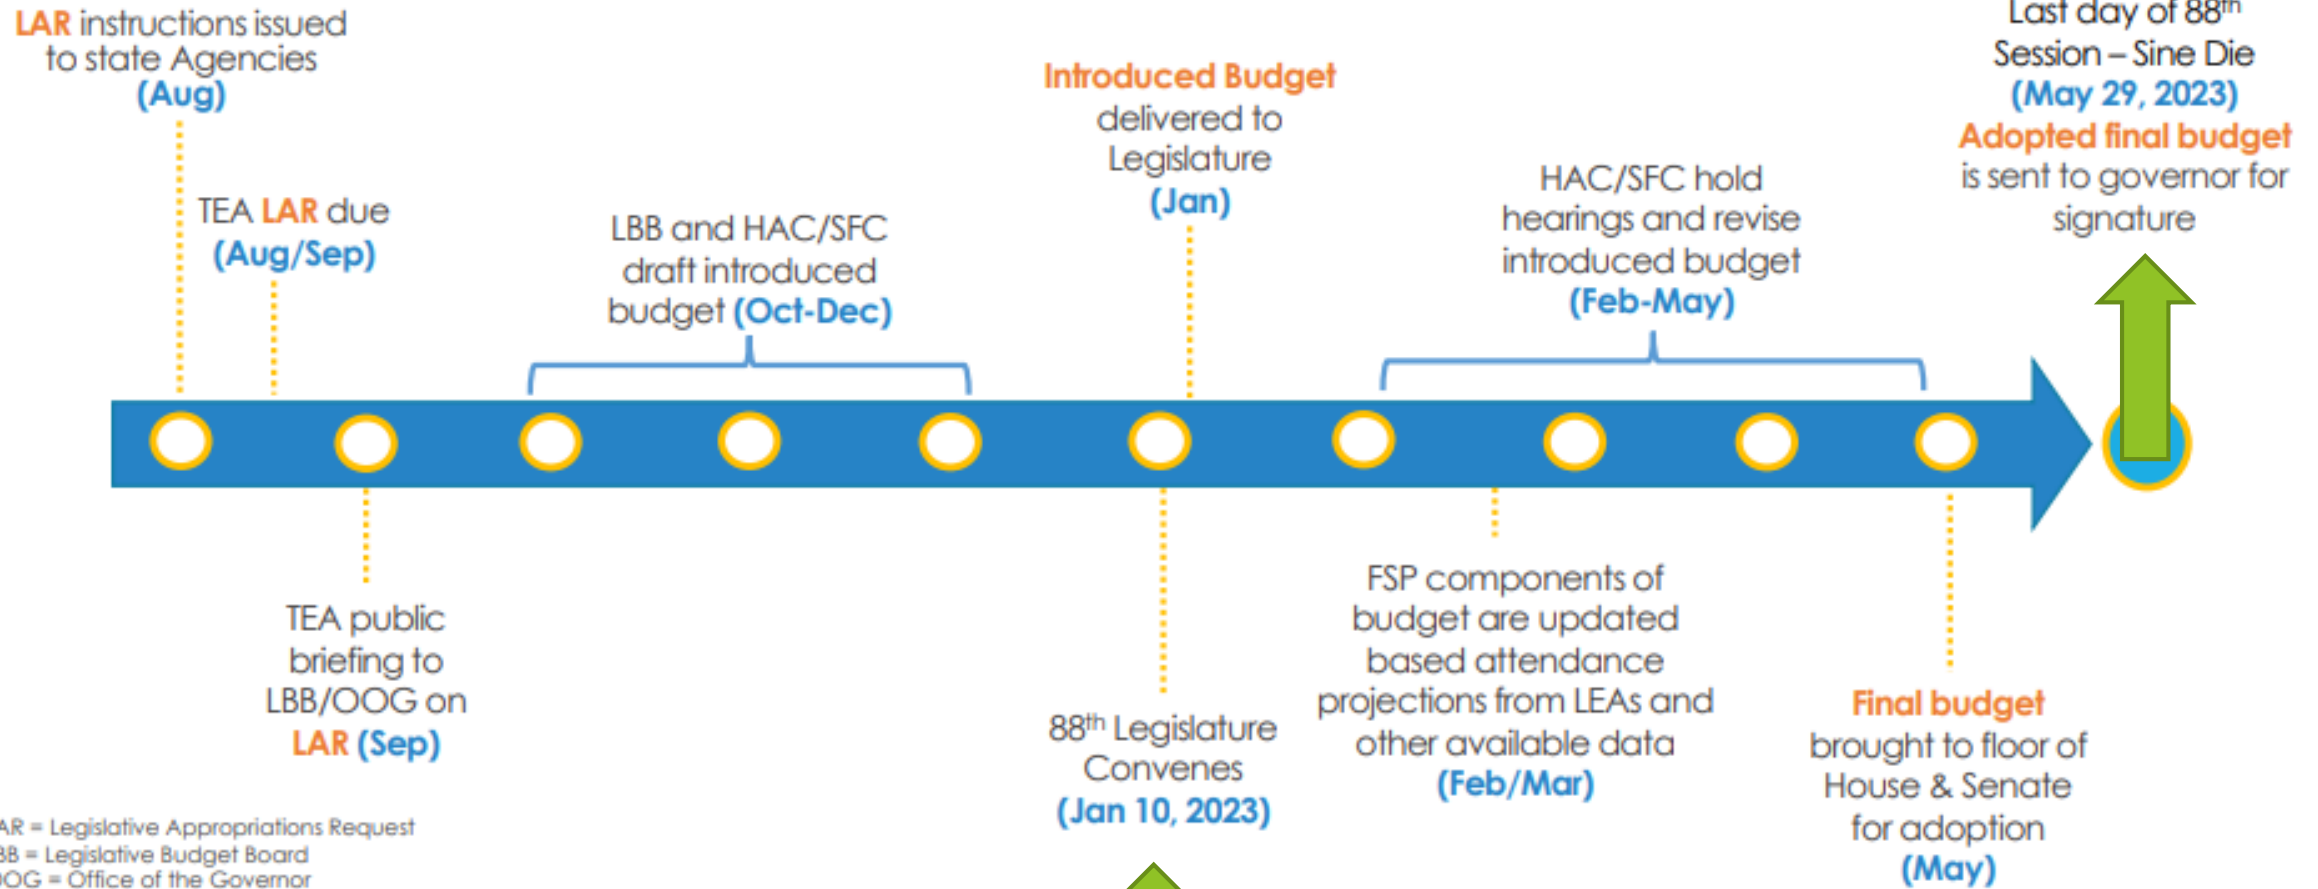 LAR instructions issued
to state Agencies
(Aug)
TEA LAR due
(Aug/Sep)
LBB and HAC/SFC
draft introduced
budget (Oct-Dec)
Introduced Budget
delivered to
Legislature
(Jan)
HAC/SFC hold
hearings and revise
introduced budget
(Feb-May)
Last day of 88th
Session – Sine Die
(May 29, 2023)
Adopted final budget
is sent to governor for
signature
TEA public
briefing to
LBB/OOG on
LAR (Sep)
88th Legislature
Convenes
(Jan 10, 2023)
FSP components of
budget are updated
based attendance
projections from LEAs and
other available data
(Feb/Mar)
Final budget
brought to floor of
House & Senate
for adoption
(May)
AR = Legislative Appropriations Request
BB = Legislative Budget Board
OOG = Office of the Governor